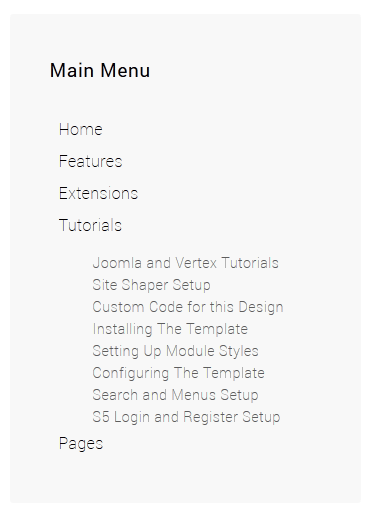 Main Menu
Home
Features
Extensions
Tutorials
Joomla and Vertex Tutorials
Site Shaper Setup
Custom Code for this Design
Installing The Template
Setting Up Module Styles
Configuring The Template
Search and Menus Setup
S5 Login and Register Setup
Pages